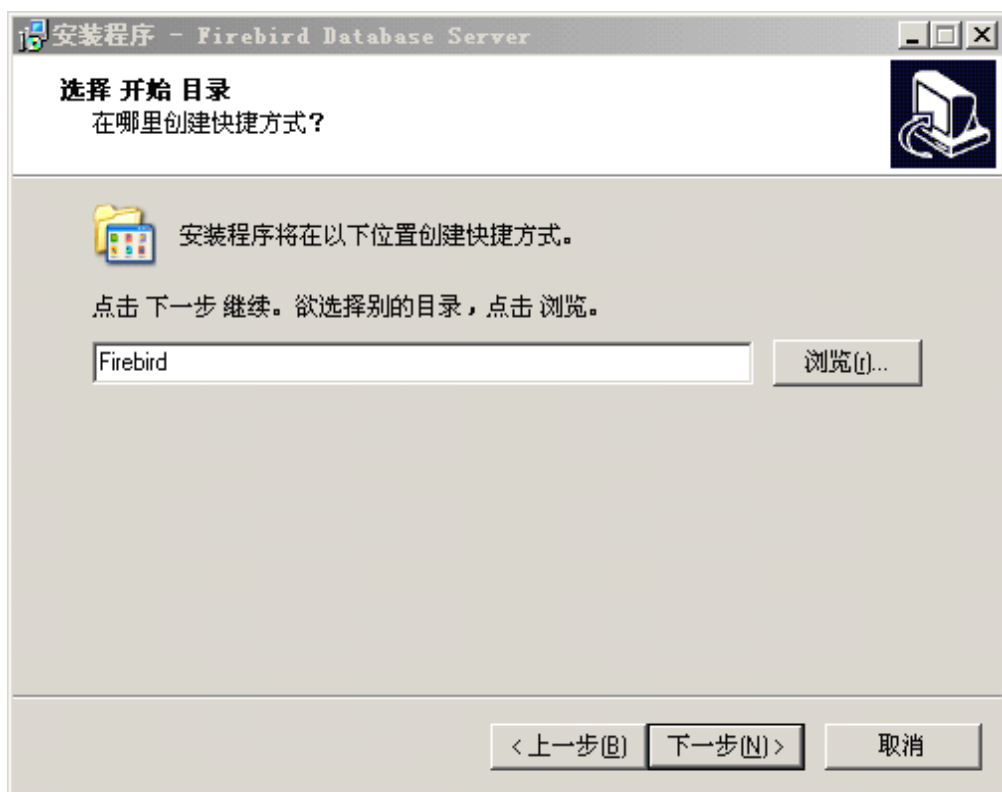 安装程序 - Firebird Database Server
选择 开始 目录
在哪里创建快捷方式?
安装程序将在以下位置创建快捷方式。
点击 下一步 继续。欲选择别的目录,点击 浏览。
Firebird
浏览(r)...
<上一步(B) 下一步(N)> 取消